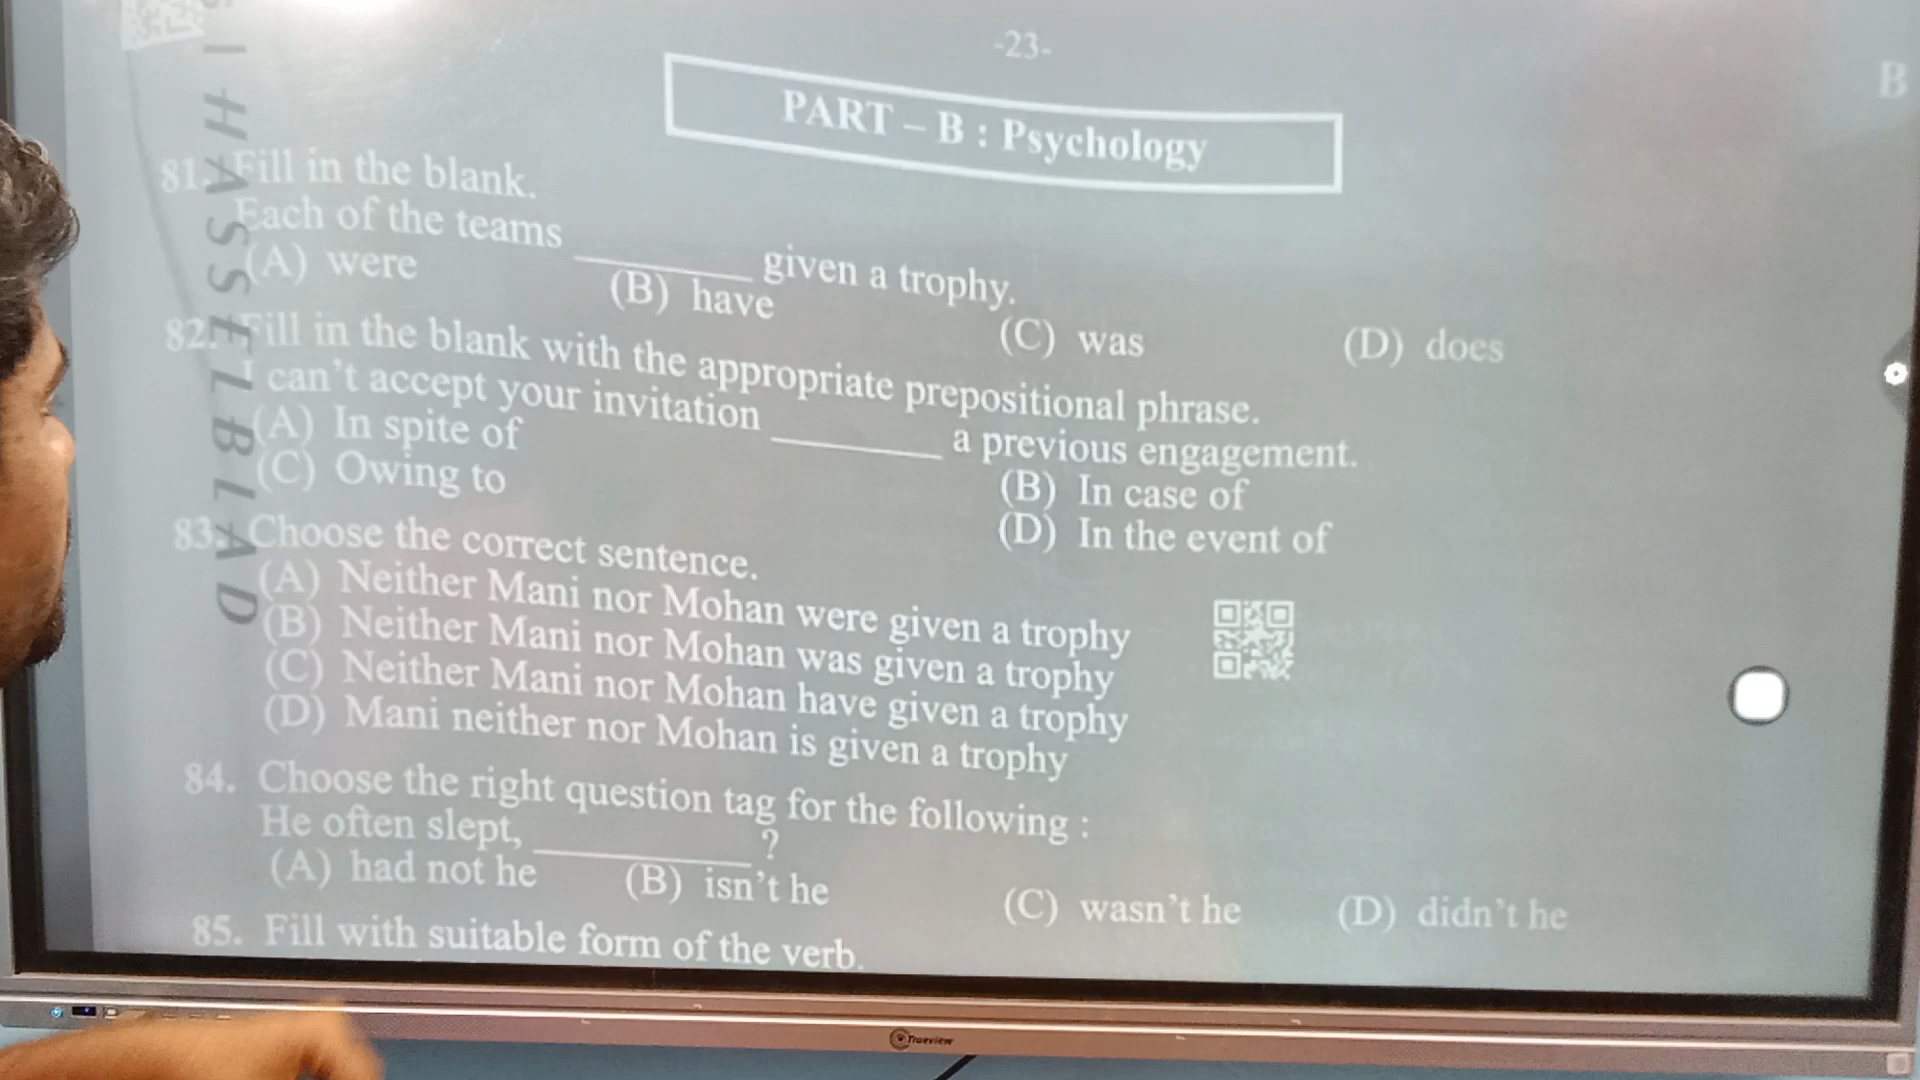 -23-
B
PART – B : Psychology
81. Fill in the blank.
Each of the teams ________ given a trophy.
(A) were (B) have (C) was (D) does
82. Fill in the blank with the appropriate prepositional phrase.
I can't accept your invitation ________ a previous engagement.
(A) In spite of (B) In case of
(C) Owing to (D) In the event of
83. Choose the correct sentence.
(A) Neither Mani nor Mohan were given a trophy
(B) Neither Mani nor Mohan was given a trophy
(C) Neither Mani nor Mohan have given a trophy
(D) Mani neither nor Mohan is given a trophy
84. Choose the right question tag for the following :
He often slept, ________ ?
(A) had not he (B) isn't he (C) wasn't he (D) didn't he
85. Fill with suitable form of the verb.
Trueview